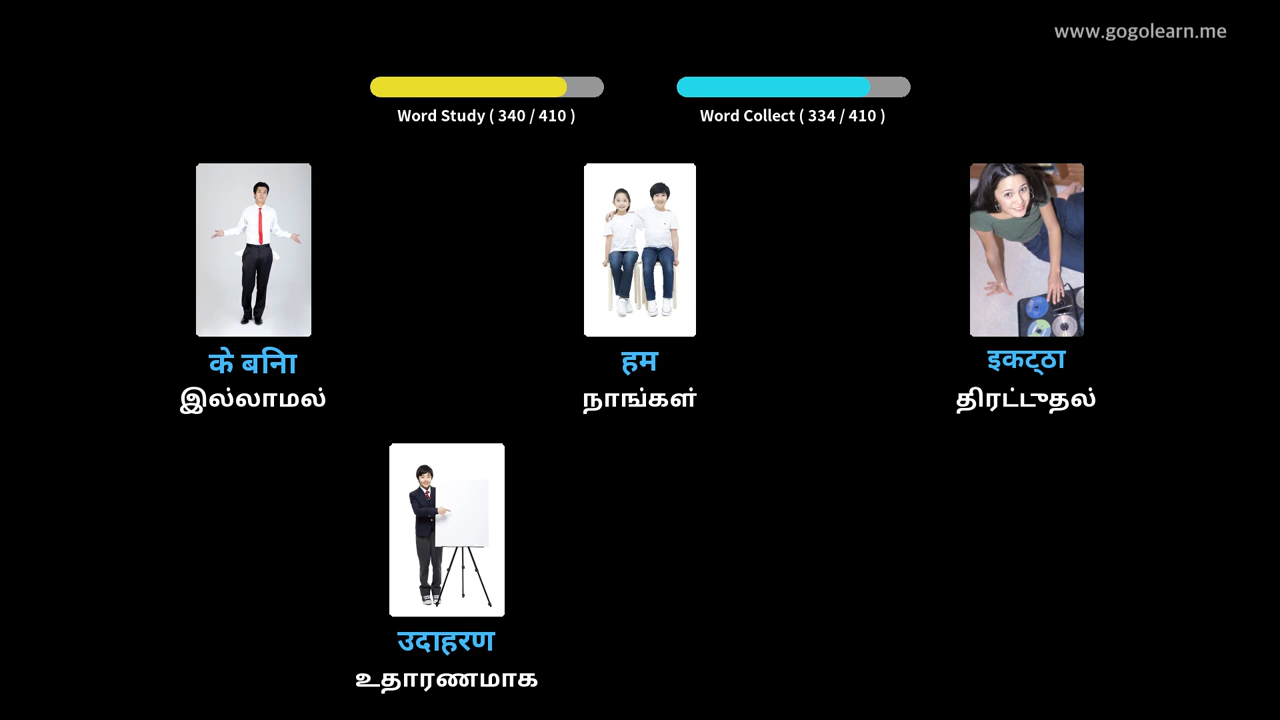 www.gogolearn.me
Word Study ( 340 / 410 )
Word Collect ( 334 / 410 )
के बिना
இல்லாமல்
हम
நாங்கள்
इकट्ठा
திரட்டுதல்
उदाहरण
உதாரணமாக